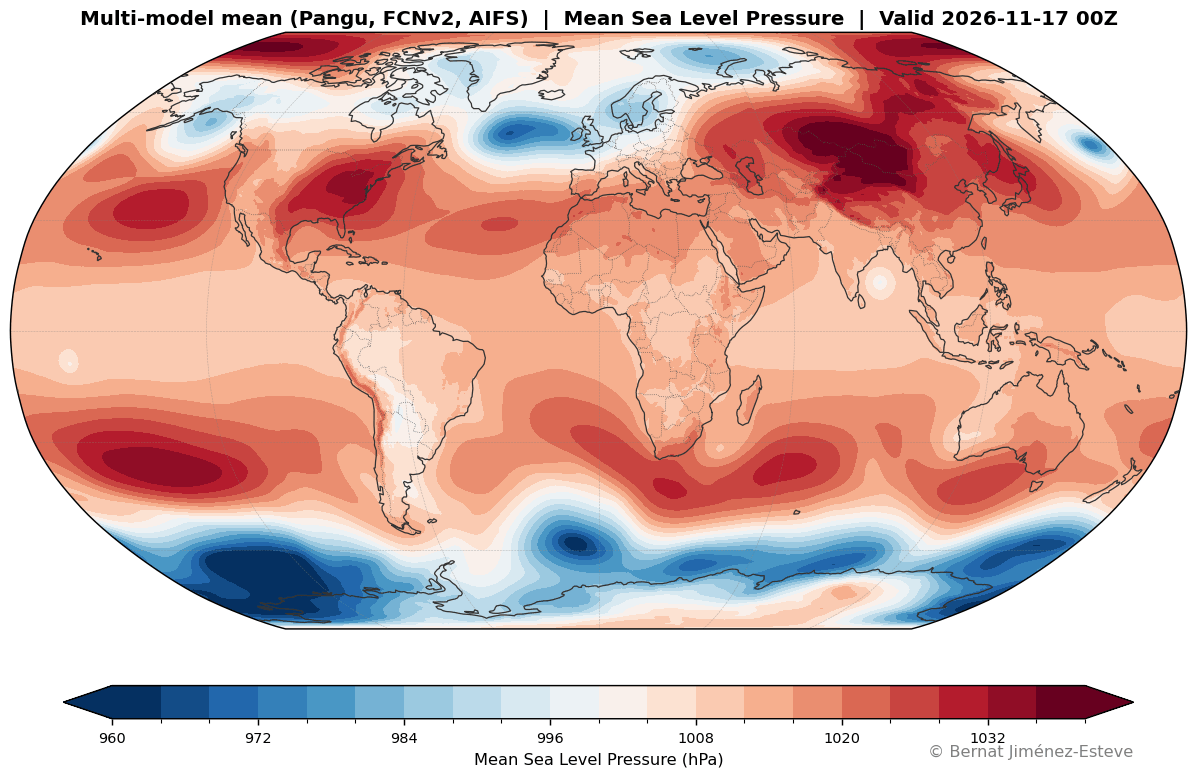 Multi-model mean (Pangu, FCNv2, AIFS) | Mean Sea Level Pressure | Valid 2026-11-17 00Z
960 972 984 996 1008 1020 1032
Mean Sea Level Pressure (hPa)
© Bernat Jiménez-Esteve